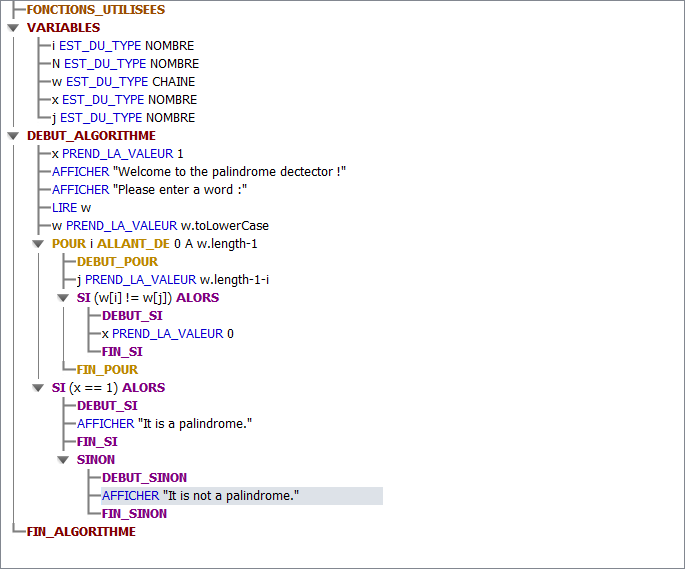 FONCTIONS_UTILISEES
VARIABLES
i EST_DU_TYPE NOMBRE
N EST_DU_TYPE NOMBRE
w EST_DU_TYPE CHAINE
x EST_DU_TYPE NOMBRE
j EST_DU_TYPE NOMBRE
DEBUT_ALGORITHME
x PREND_LA_VALEUR 1
AFFICHER "Welcome to the palindrome dectector !"
AFFICHER "Please enter a word :"
LIRE w
w PREND_LA_VALEUR w.toLowerCase
POUR i ALLANT_DE 0 A w.length-1
DEBUT_POUR
j PREND_LA_VALEUR w.length-1-i
SI (w[i] != w[j]) ALORS
DEBUT_SI
x PREND_LA_VALEUR 0
FIN_SI
FIN_POUR
SI (x == 1) ALORS
DEBUT_SI
AFFICHER "It is a palindrome."
FIN_SI
SINON
DEBUT_SINON
AFFICHER "It is not a palindrome."
FIN_SINON
FIN_ALGORITHME